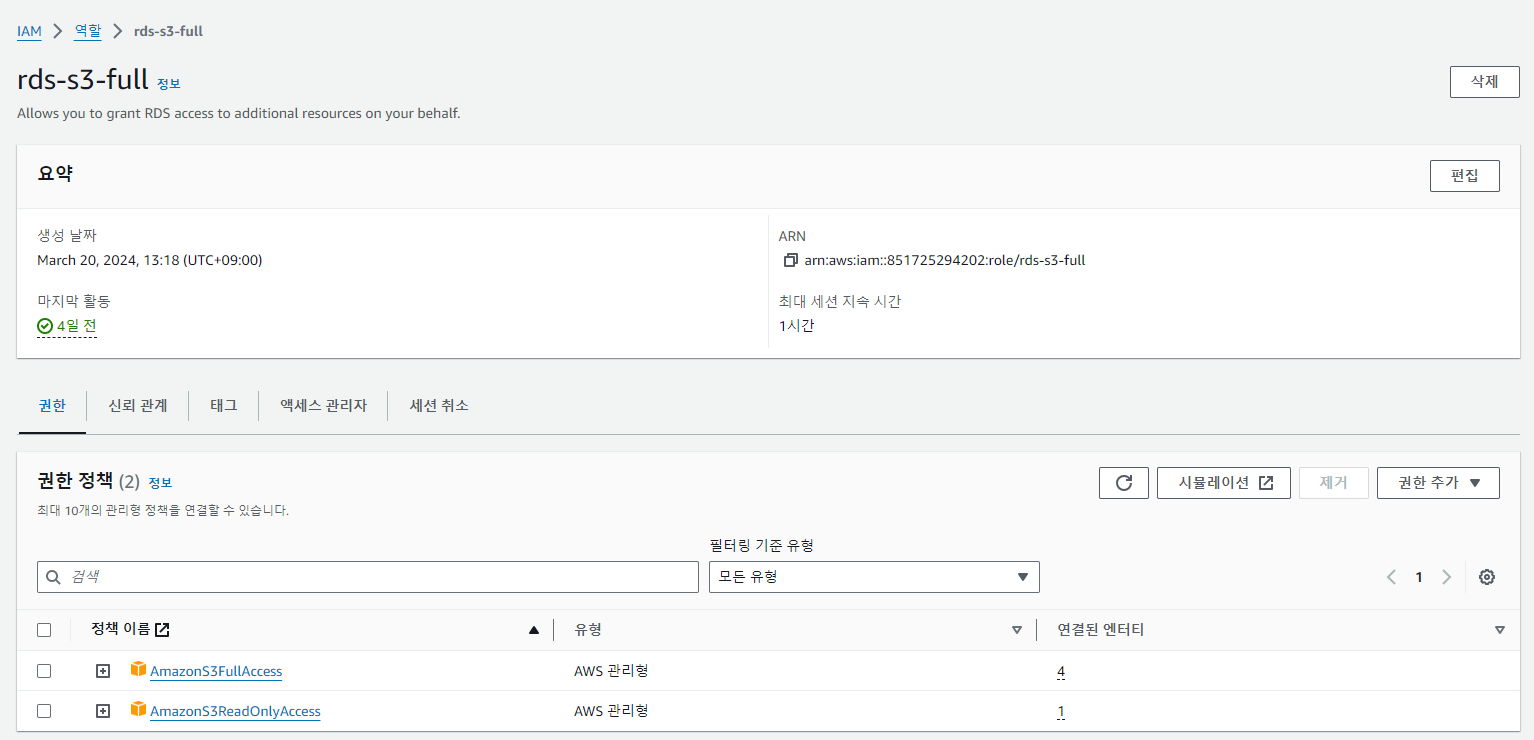 IAM > 역할 > rds-s3-full
rds-s3-full 정보
삭제
Allows you to grant RDS access to additional resources on your behalf.
요약
편집
생성 날짜
March 20, 2024, 13:18 (UTC+09:00)
ARN
arn:aws:iam::851725294202:role/rds-s3-full
마지막 활동
4일 전
최대 세션 지속 시간
1시간
권한 신뢰 관계 태그 액세스 관리자 세션 취소
권한 정책 (2) 정보
시뮬레이션 제거 권한 추가
최대 10개의 관리형 정책을 연결할 수 있습니다.
필터링 기준 유형
검색 모든 유형 1
정책 이름 유형 연결된 엔터티
AmazonS3FullAccess AWS 관리형 4
AmazonS3ReadOnlyAccess AWS 관리형 1